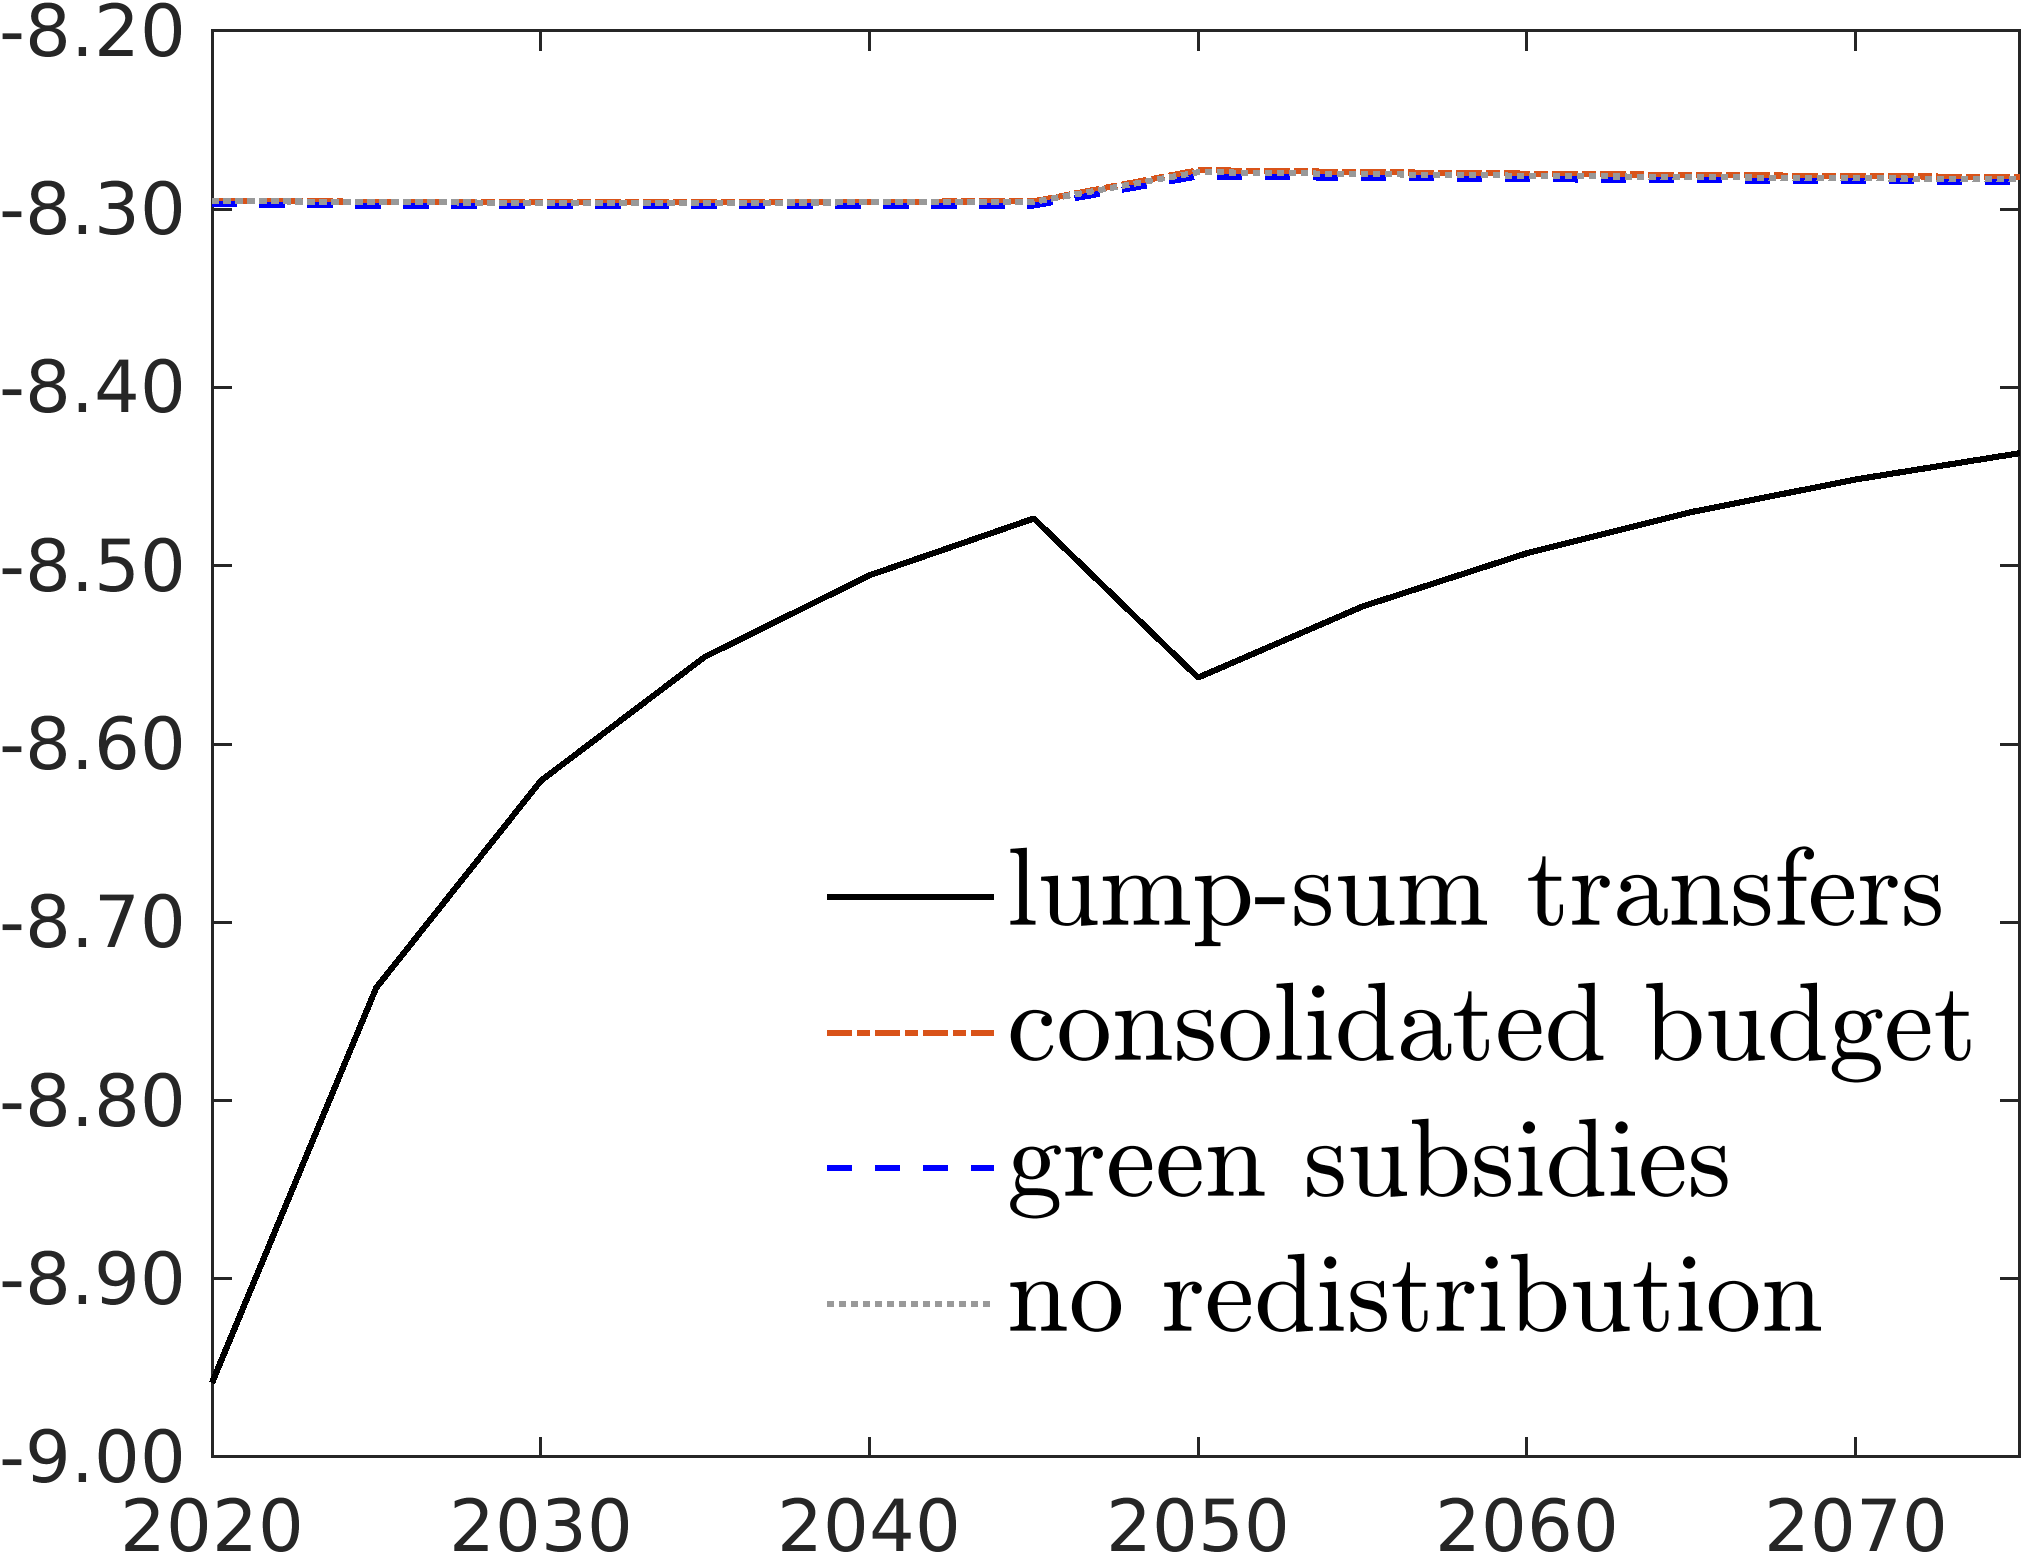 -8.20
-8.30
-8.40
-8.50
-8.60
-8.70
-8.80
-8.90
-9.00
lump-sum transfers
consolidated budget
green subsidies
no redistribution
2020 2030 2040 2050 2060 2070